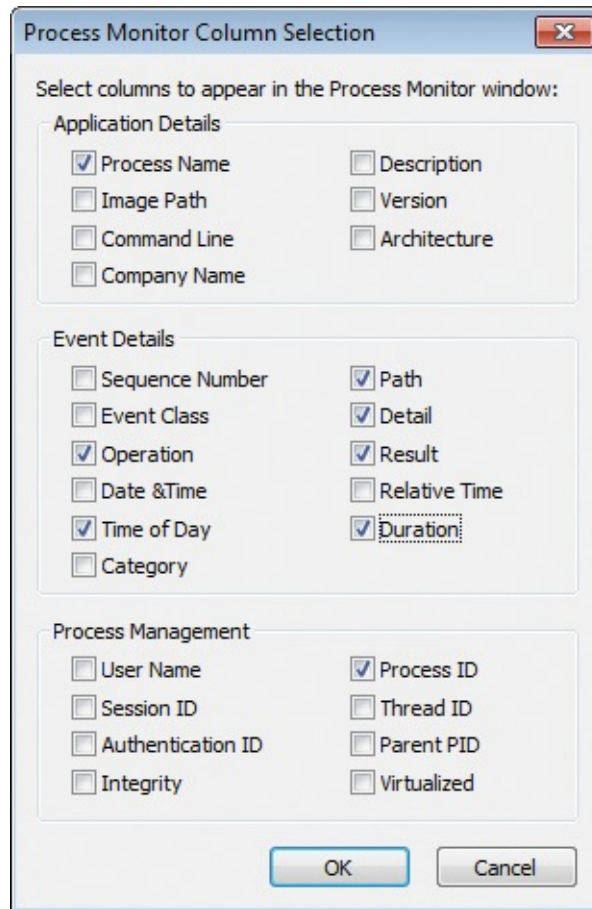 Process Monitor Column Selection
Select columns to appear in the Process Monitor window:
Application Details
Process Name
Description
Image Path
Version
Command Line
Architecture
Company Name
Event Details
Sequence Number
Path
Event Class
Detail
Operation
Result
Date &Time
Relative Time
Time of Day
Duration
Category
Process Management
User Name
Process ID
Session ID
Thread ID
Authentication ID
Parent PID
Integrity
Virtualized
OK
Cancel